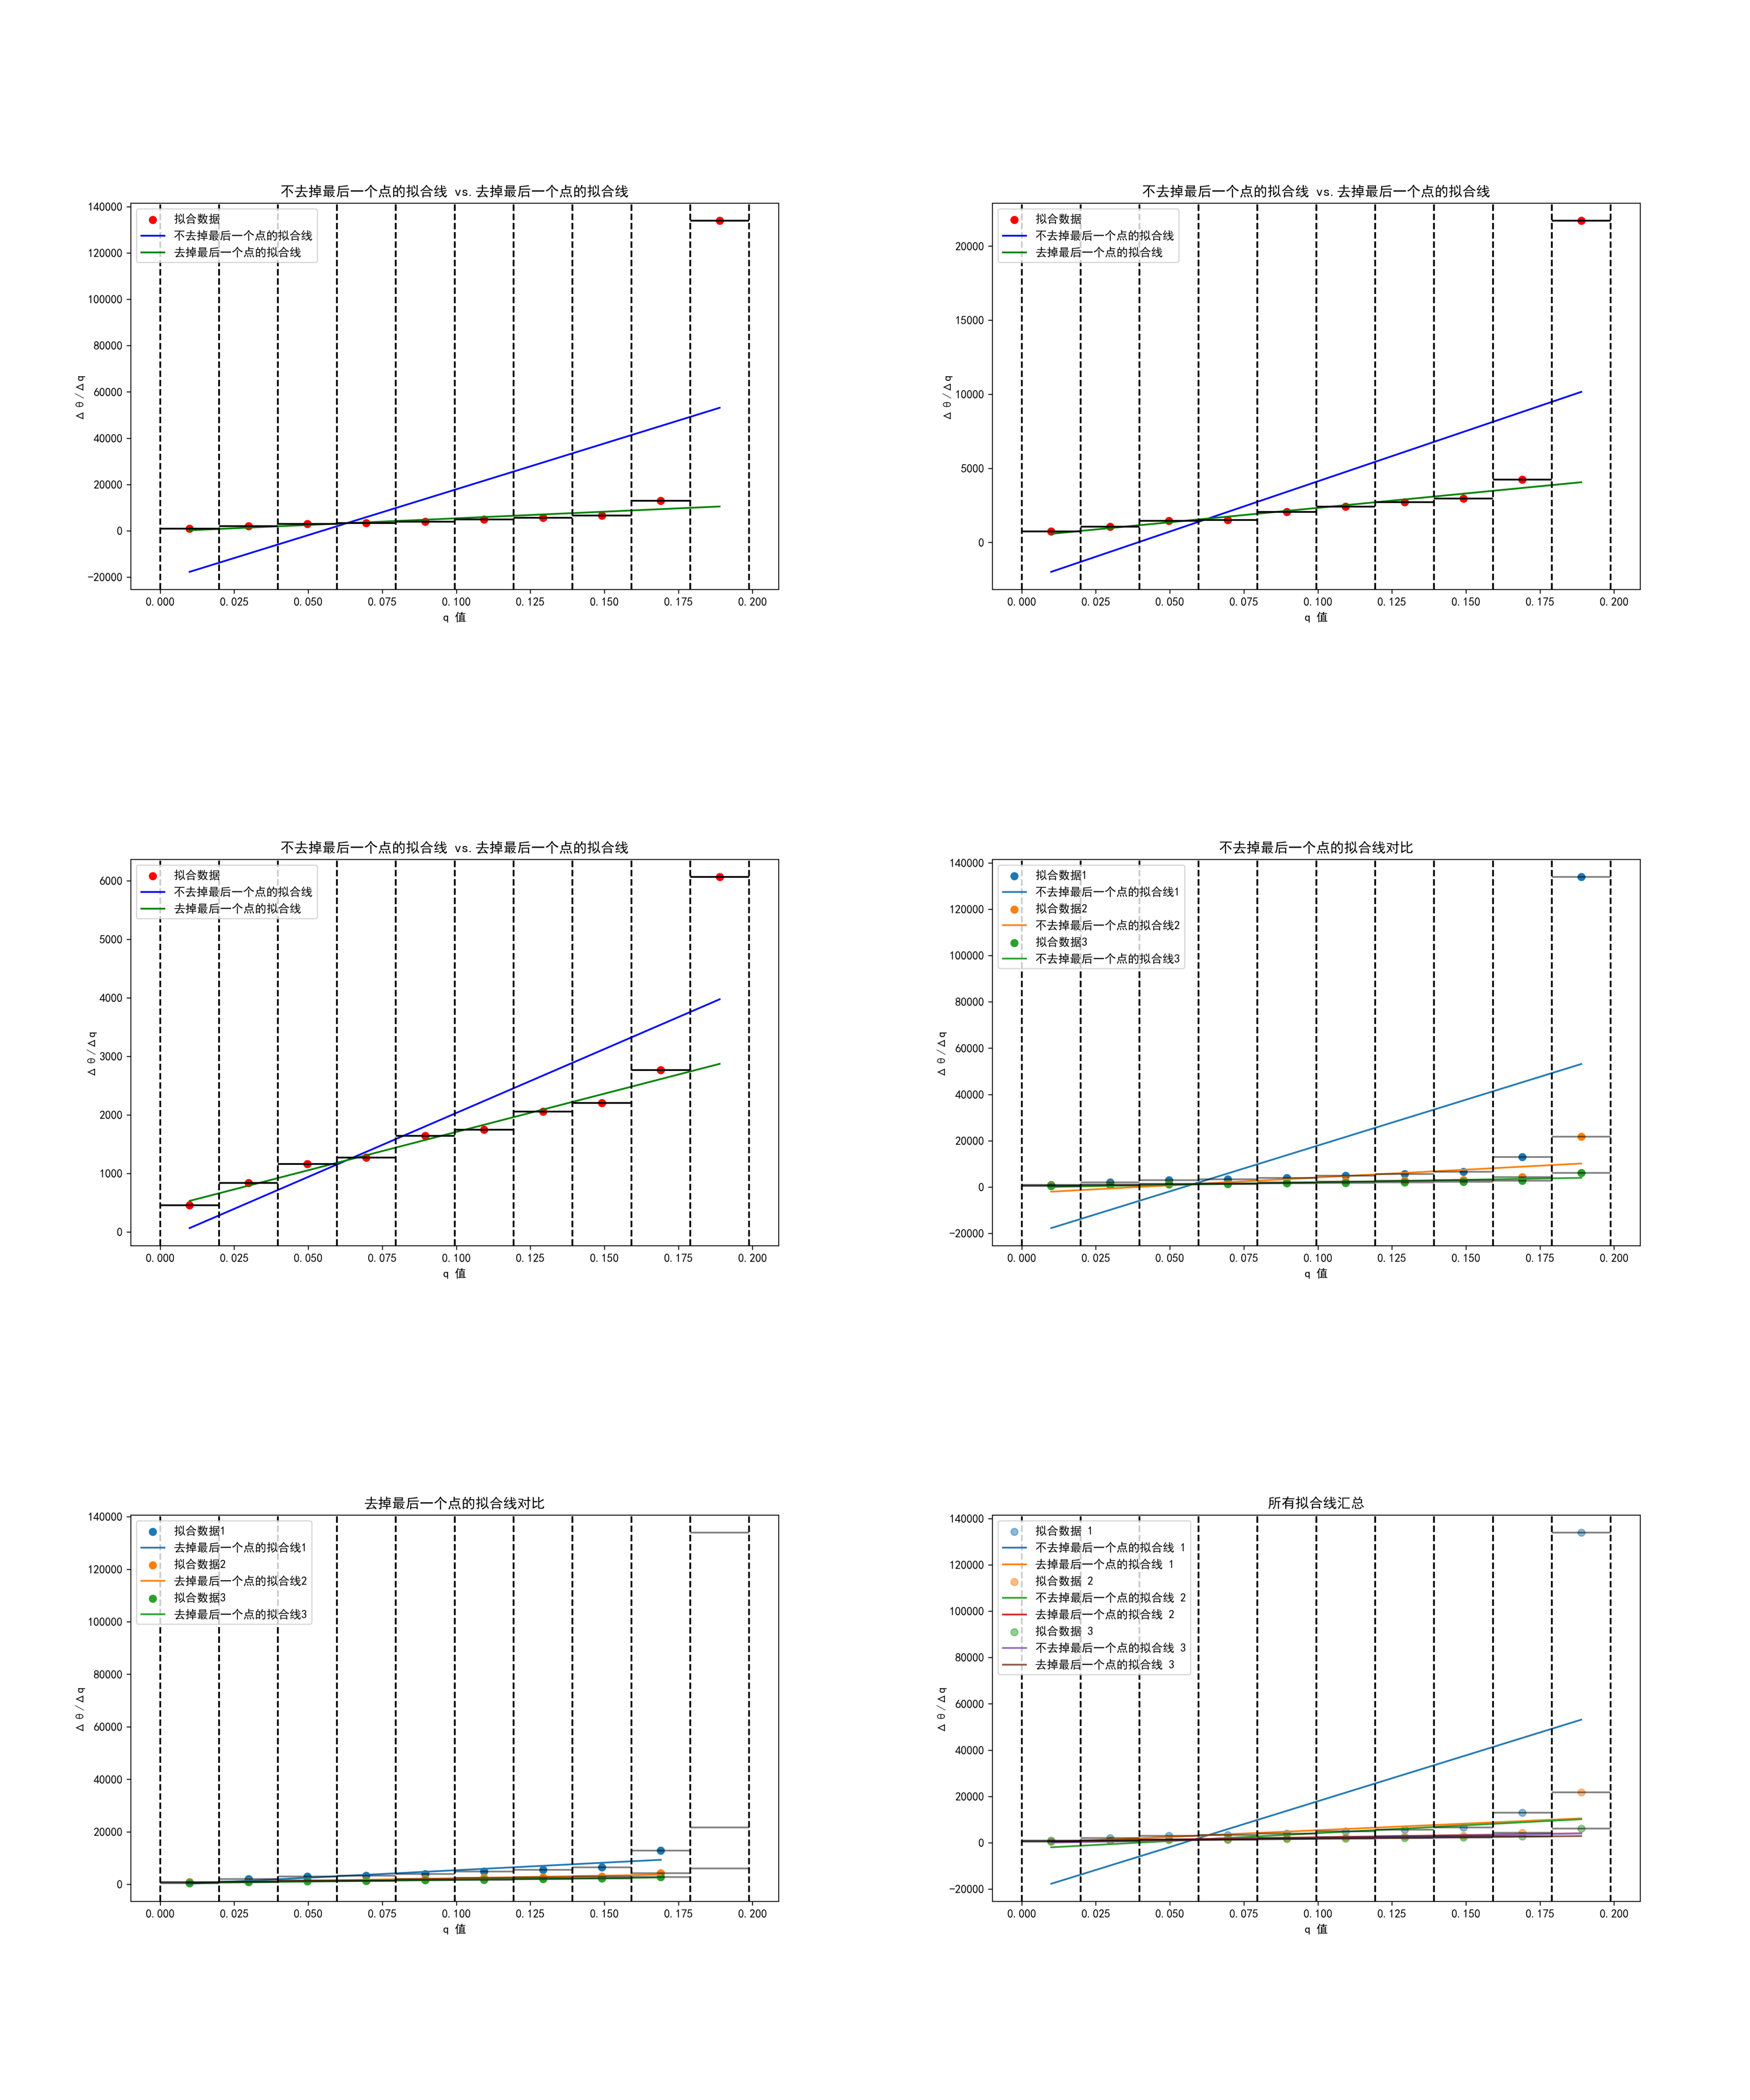 不去掉最后一个点的拟合线 vs.去掉最后一个点的拟合线
140000
120000
100000
80000
60000
40000
20000
0
−20000
Δθ/Δq
拟合数据
不去掉最后一个点的拟合线
去掉最后一个点的拟合线
0.000 0.025 0.050 0.075 0.100 0.125 0.150 0.175 0.200
q 值
不去掉最后一个点的拟合线 vs.去掉最后一个点的拟合线
20000
15000
10000
5000
0
Δθ/Δq
拟合数据
不去掉最后一个点的拟合线
去掉最后一个点的拟合线
0.000 0.025 0.050 0.075 0.100 0.125 0.150 0.175 0.200
q 值
不去掉最后一个点的拟合线 vs.去掉最后一个点的拟合线
6000
5000
4000
3000
2000
1000
0
Δθ/Δq
拟合数据
不去掉最后一个点的拟合线
去掉最后一个点的拟合线
0.000 0.025 0.050 0.075 0.100 0.125 0.150 0.175 0.200
q 值
不去掉最后一个点的拟合线对比
140000
120000
100000
80000
60000
40000
20000
0
−20000
Δθ/Δq
拟合数据1
不去掉最后一个点的拟合线1
拟合数据2
不去掉最后一个点的拟合线2
拟合数据3
不去掉最后一个点的拟合线3
0.000 0.025 0.050 0.075 0.100 0.125 0.150 0.175 0.200
q 值
去掉最后一个点的拟合线对比
140000
120000
100000
80000
60000
40000
20000
0
Δθ/Δq
拟合数据1
去掉最后一个点的拟合线1
拟合数据2
去掉最后一个点的拟合线2
拟合数据3
去掉最后一个点的拟合线3
0.000 0.025 0.050 0.075 0.100 0.125 0.150 0.175 0.200
q 值
所有拟合线汇总
140000
120000
100000
80000
60000
40000
20000
0
−20000
Δθ/Δq
拟合数据 1
不去掉最后一个点的拟合线 1
去掉最后一个点的拟合线 1
拟合数据 2
不去掉最后一个点的拟合线 2
去掉最后一个点的拟合线 2
拟合数据 3
不去掉最后一个点的拟合线 3
去掉最后一个点的拟合线 3
0.000 0.025 0.050 0.075 0.100 0.125 0.150 0.175 0.200
q 值